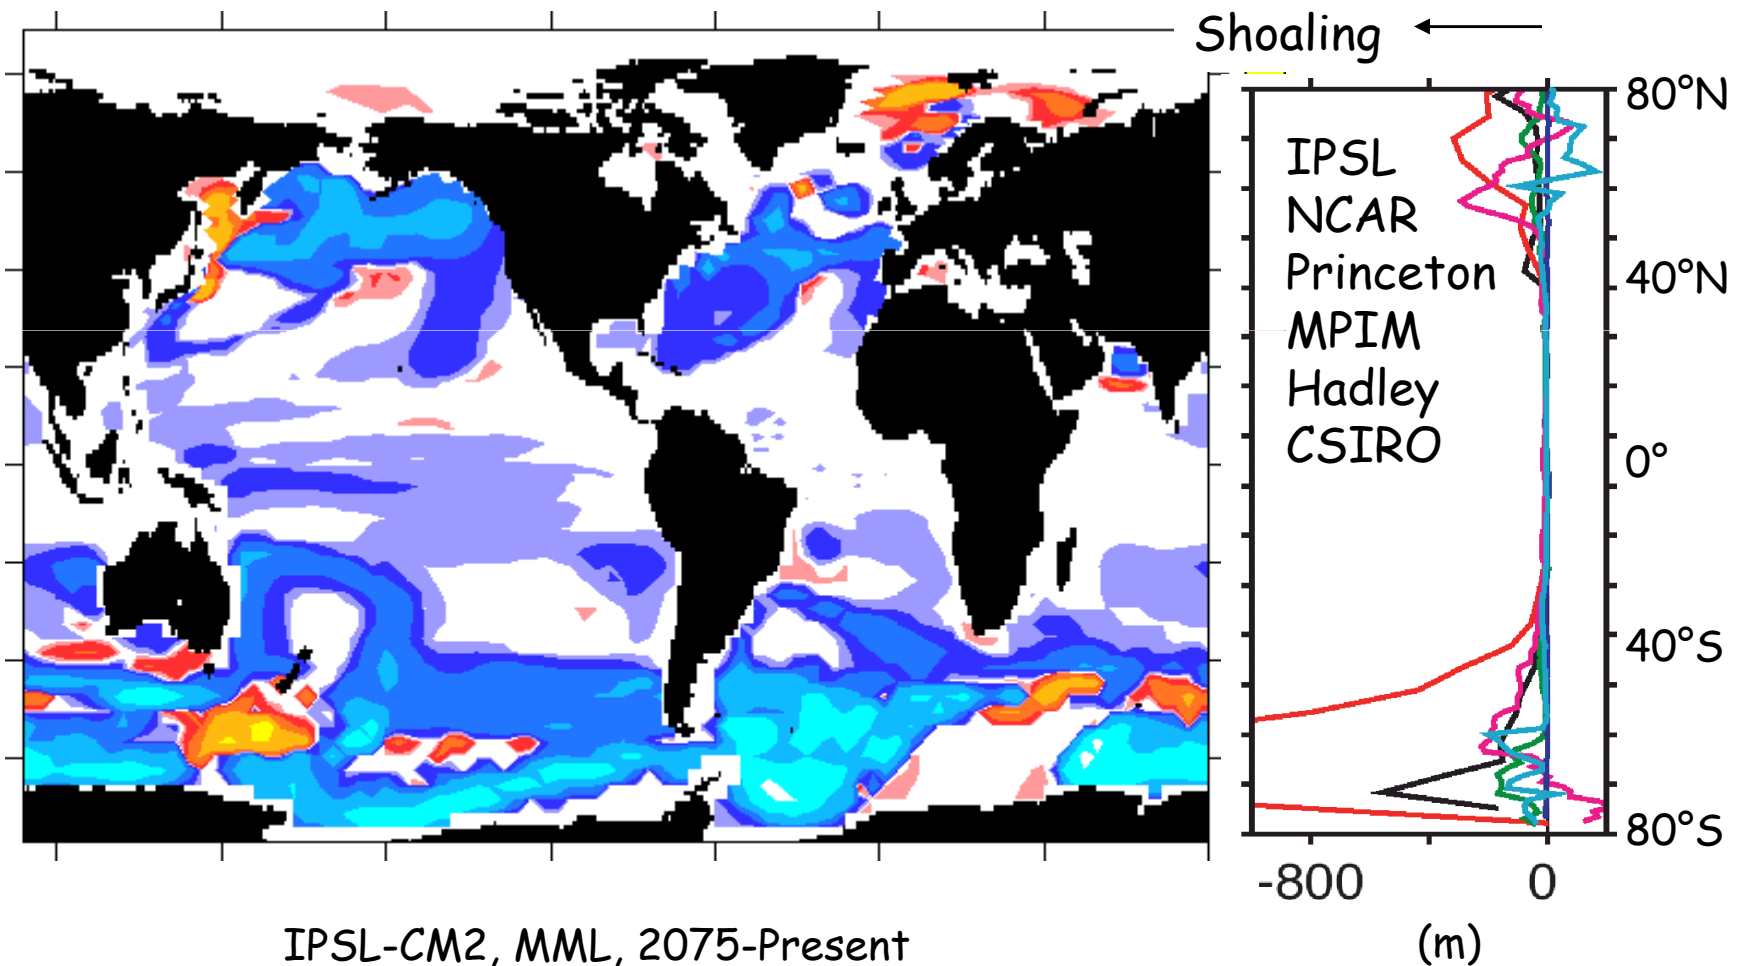 Shoaling
80°N
IPSL
NCAR
Princeton
40°N
MPIM
Hadley
CSIRO
0°
40°S
80°S
-800 0
(m)
IPSL-CM2, MML, 2075-Present